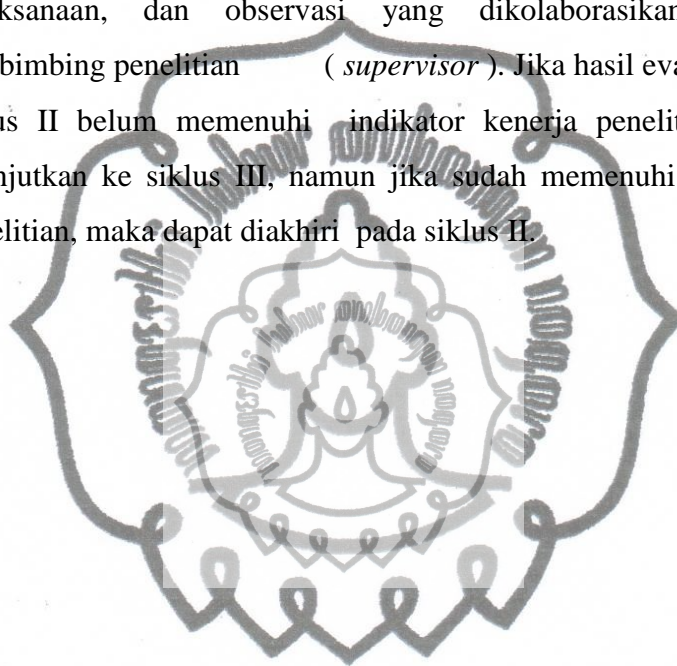 ksanaan, dan observasi yang dikolaborasikan
bimbing penelitian ( supervisor ). Jika hasil eva
us II belum memenuhi indikator kenerja penelit
njutkan ke siklus III, namun jika sudah memenuhi
elitian, maka dapat diakhiri pada siklus II.